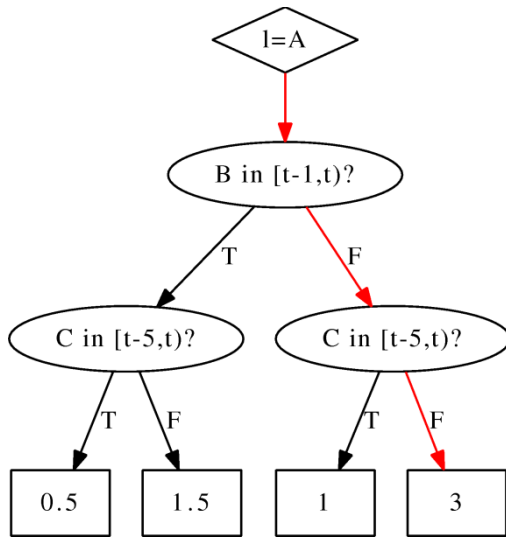 l=A
B in [t-1,t)?
T
F
C in [t-5,t)?
C in [t-5,t)?
T
F
T
F
0.5
1.5
1
3